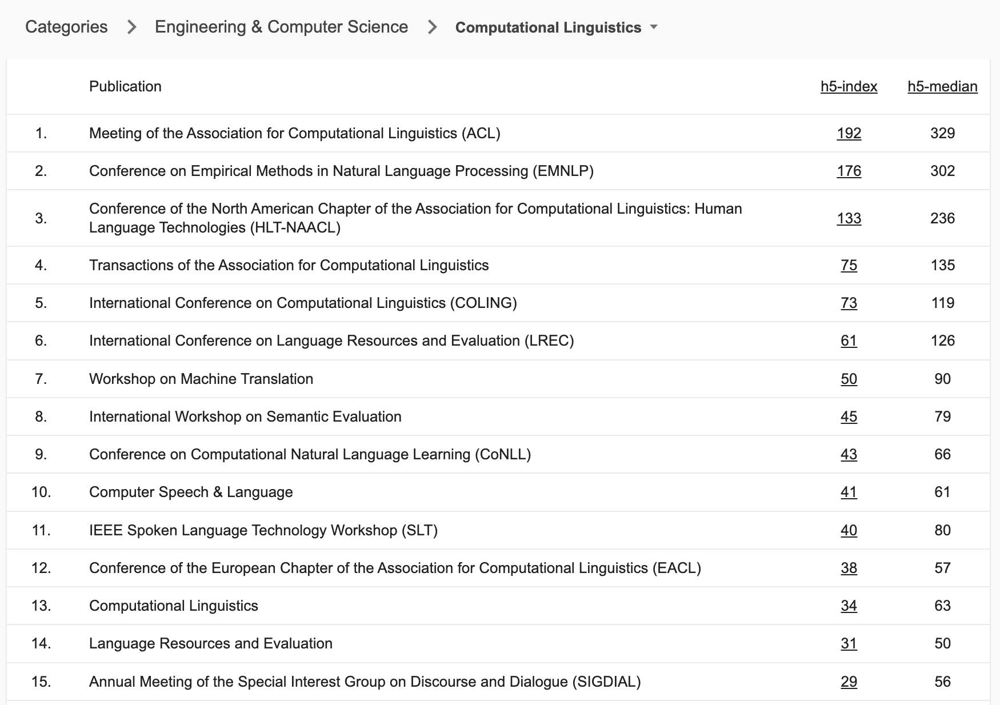 Categories > Engineering & Computer Science > Computational Linguistics
Publication h5-index h5-median
1. Meeting of the Association for Computational Linguistics (ACL) 192 329
2. Conference on Empirical Methods in Natural Language Processing (EMNLP) 176 302
3. Conference of the North American Chapter of the Association for Computational Linguistics: Human
Language Technologies (HLT-NAACL) 133 236
4. Transactions of the Association for Computational Linguistics 75 135
5. International Conference on Computational Linguistics (COLING) 73 119
6. International Conference on Language Resources and Evaluation (LREC) 61 126
7. Workshop on Machine Translation 50 90
8. International Workshop on Semantic Evaluation 45 79
9. Conference on Computational Natural Language Learning (CoNLL) 43 66
10. Computer Speech & Language 41 61
11. IEEE Spoken Language Technology Workshop (SLT) 40 80
12. Conference of the European Chapter of the Association for Computational Linguistics (EACL) 38 57
13. Computational Linguistics 34 63
14. Language Resources and Evaluation 31 50
15. Annual Meeting of the Special Interest Group on Discourse and Dialogue (SIGDIAL) 29 56